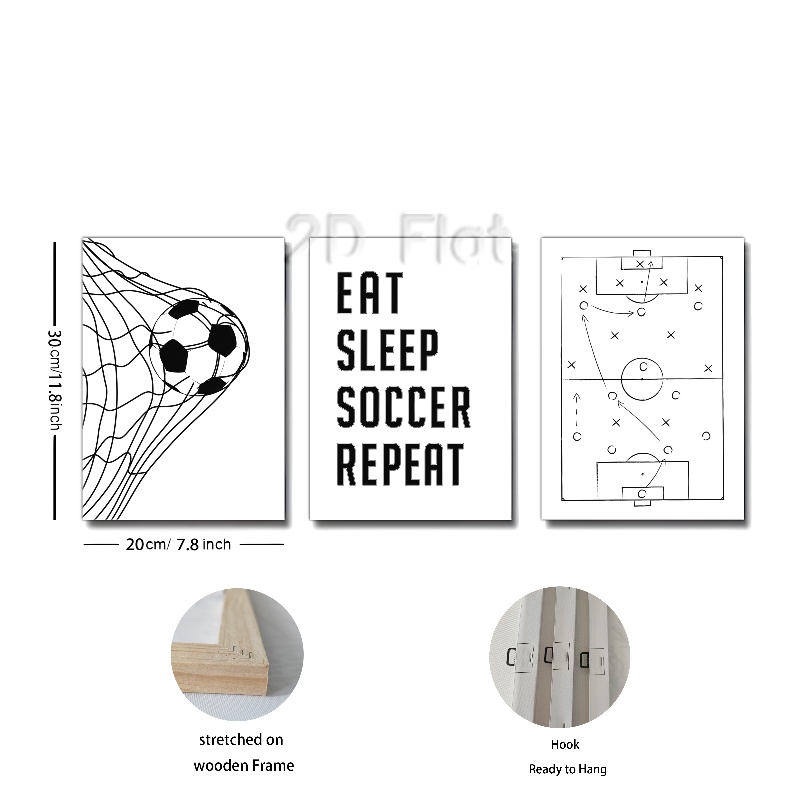 2D Flat
EAT
SLEEP
SOCCER
REPEAT
30cm/11.8inch
20cm/ 7.8 inch
stretched on
wooden Frame
Hook
Ready to Hang